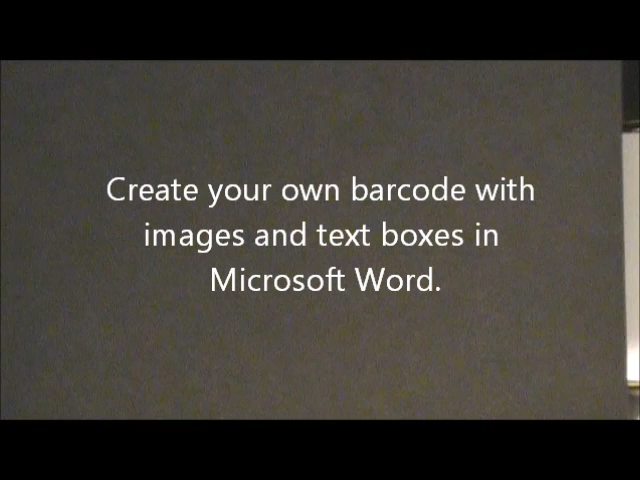 Create your own barcode with
images and text boxes in
Microsoft Word.